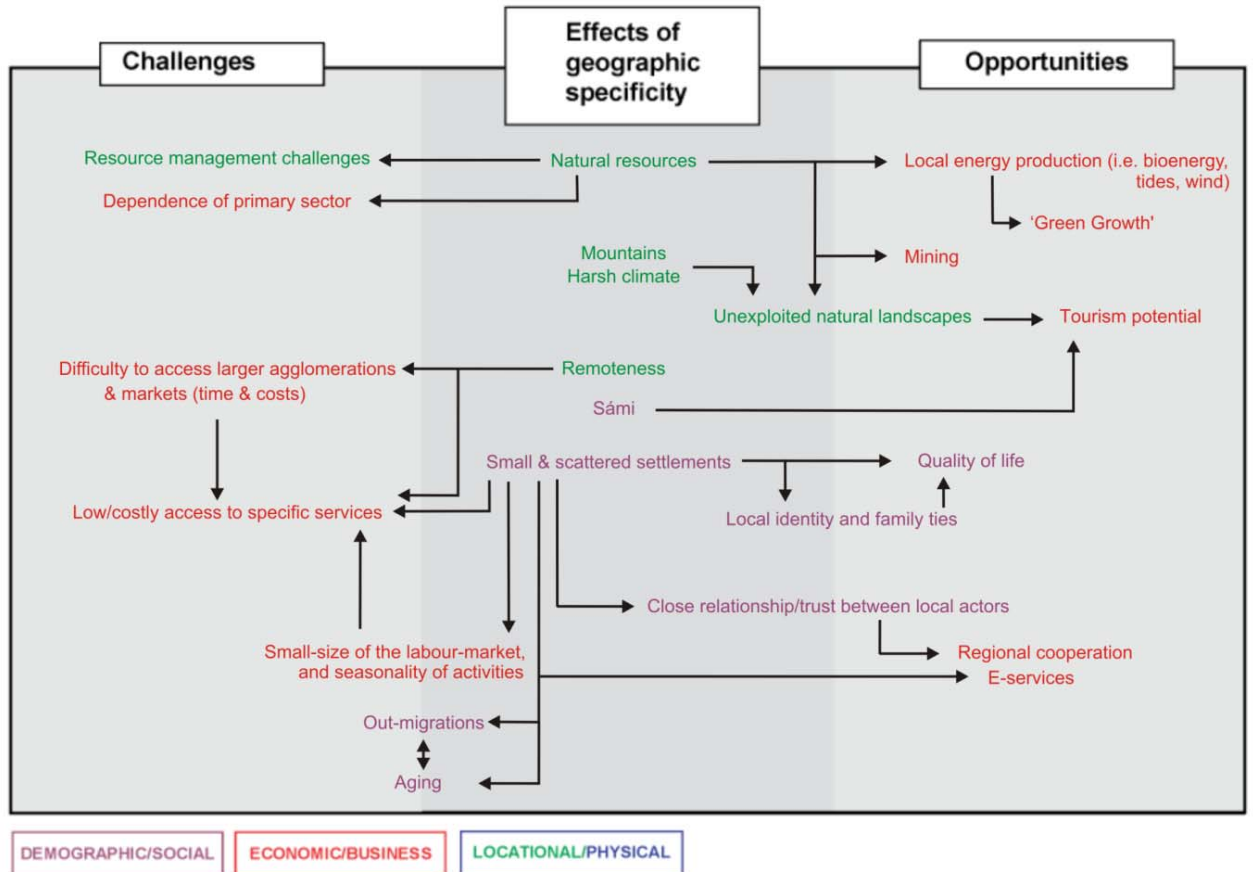 Challenges
Effects of
geographic
specificity
Opportunities
Resource management challenges
Natural resources
Local energy production (i.e. bioenergy,
tides, wind)
Dependence of primary sector
'Green Growth'
Mountains
Harsh climate
Mining
Unexploited natural landscapes
Tourism potential
Difficulty to access larger agglomerations
& markets (time & costs)
Remoteness
Sámi
Small & scattered settlements
Quality of life
Low/costly access to specific services
Local identity and family ties
Close relationship/trust between local actors
Small-size of the labour-market,
and seasonality of activities
Regional cooperation
E-services
Out-migrations
Aging
DEMOGRAPHIC/SOCIAL
ECONOMIC/BUSINESS
LOCATIONAL/PHYSICAL